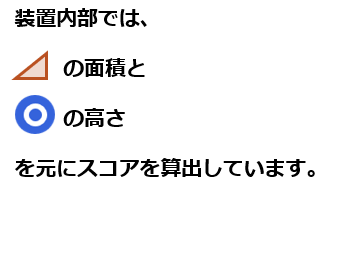 装置内部では、
の面積と
の高さ
を元にスコアを算出しています。